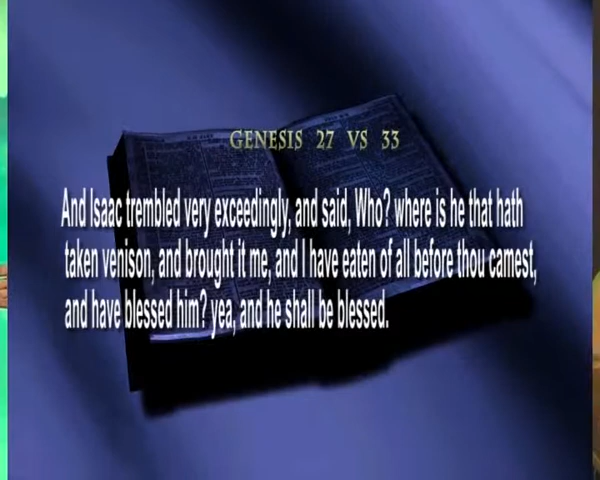 GENESIS 27 VS 33
And Isaac trembled very exceedingly, and said, Who? where is he that hath
taken venison, and brought it me, and I have eaten of all before thou camest,
and have blessed him? yea, and he shall be blessed.